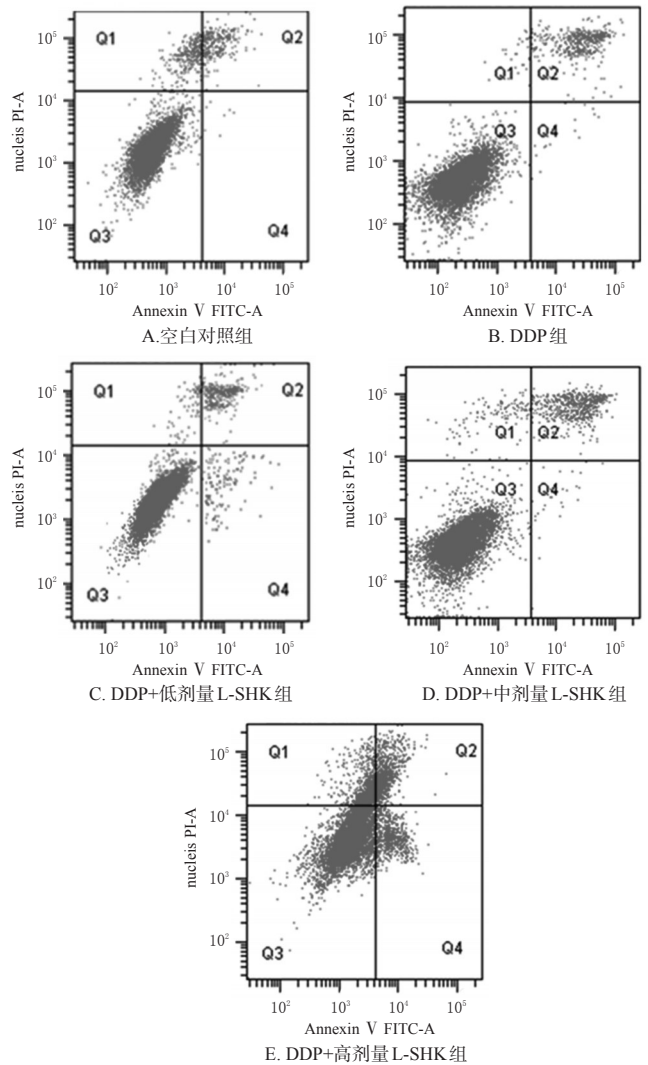 Q1 Q2
Q3 Q4
10⁵
10⁴
10³
10²
nucleis PI-A
10² 10³ 10⁴ 10⁵
Annexin Ⅴ FITC-A
A.空白对照组
Q1 Q2
Q3 Q4
10⁵
10⁴
10³
10²
nucleis PI-A
10² 10³ 10⁴ 10⁵
Annexin Ⅴ FITC-A
B. DDP组
Q1 Q2
Q3 Q4
10⁵
10⁴
10³
10²
nucleis PI-A
10² 10³ 10⁴ 10⁵
Annexin Ⅴ FITC-A
C. DDP+低剂量L-SHK组
Q1 Q2
Q3 Q4
10⁵
10⁴
10³
10²
nucleis PI-A
10² 10³ 10⁴ 10⁵
Annexin Ⅴ FITC-A
D. DDP+中剂量L-SHK组
Q1 Q2
Q3 Q4
10⁵
10⁴
10³
10²
nucleis PI-A
10² 10³ 10⁴ 10⁵
Annexin Ⅴ FITC-A
E. DDP+高剂量L-SHK组